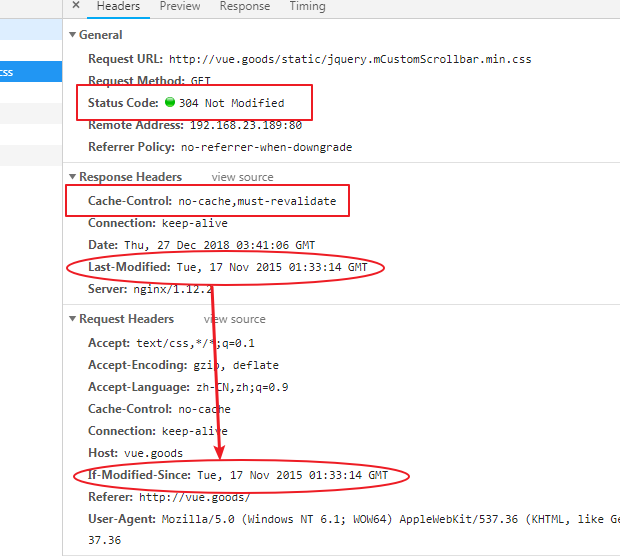 × Headers Preview Response Timing
▼ General
Request URL: http://vue.goods/static/jquery.mCustomScrollbar.min.css
Request Method: GET
css
Status Code: 304 Not Modified
Remote Address: 192.168.23.189:80
Referrer Policy: no-referrer-when-downgrade
▼ Response Headers view source
Cache-Control: no-cache,must-revalidate
Connection: keep-alive
Date: Thu, 27 Dec 2018 03:41:06 GMT
Last-Modified: Tue, 17 Nov 2015 01:33:14 GMT
Server: nginx/1.12.2
▼ Request Headers view source
Accept: text/css,*/*;q=0.1
Accept-Encoding: gzip, deflate
Accept-Language: zh-CN,zh;q=0.9
Cache-Control: no-cache
Connection: keep-alive
Host: vue.goods
If-Modified-Since: Tue, 17 Nov 2015 01:33:14 GMT
Referer: http://vue.goods/
User-Agent: Mozilla/5.0 (Windows NT 6.1; WOW64) AppleWebKit/537.36 (KHTML, like Ge
37.36